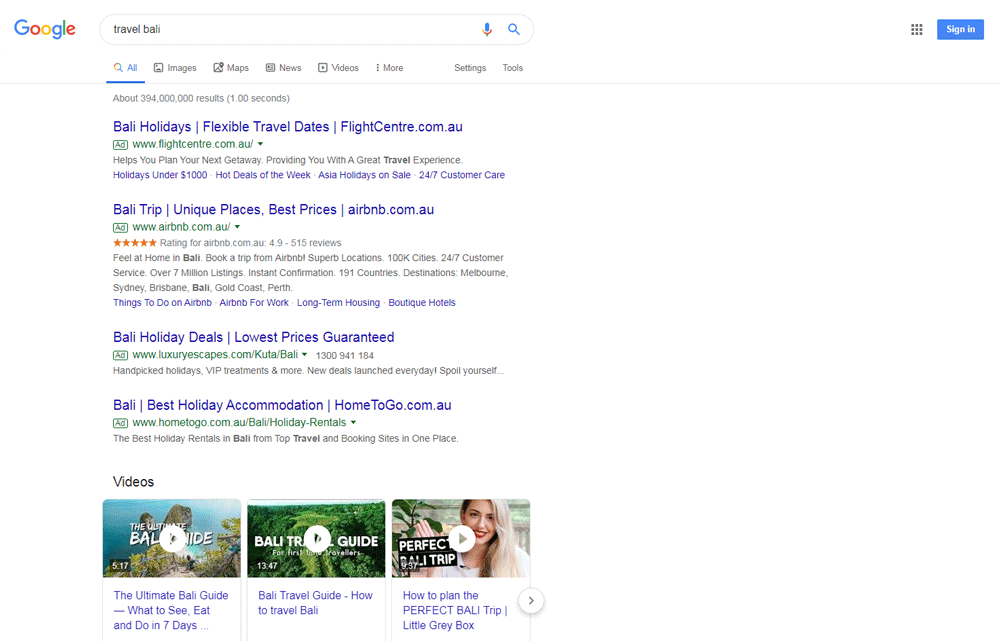 Google
travel bali
Sign in
All Images Maps News Videos More Settings Tools
About 394,000,000 results (1.00 seconds)
Bali Holidays | Flexible Travel Dates | FlightCentre.com.au
Ad www.flightcentre.com.au/
Helps You Plan Your Next Getaway. Providing You With A Great Travel Experience.
Holidays Under $1000 · Hot Deals of the Week · Asia Holidays on Sale · 24/7 Customer Care
Bali Trip | Unique Places, Best Prices | airbnb.com.au
Ad www.airbnb.com.au/
Rating for airbnb.com.au: 4.9 - 515 reviews
Feel at Home in Bali. Book a trip from Airbnb! Superb Locations. 100K Cities. 24/7 Customer
Service. Over 7 Million Listings. Instant Confirmation. 191 Countries. Destinations: Melbourne,
Sydney, Brisbane, Bali, Gold Coast, Perth.
Things To Do on Airbnb · Airbnb For Work · Long-Term Housing · Boutique Hotels
Bali Holiday Deals | Lowest Prices Guaranteed
Ad www.luxuryescapes.com/Kuta/Bali 1300 941 184
Handpicked holidays, VIP treatments & more. New deals launched everyday! Spoil yourself...
Bali | Best Holiday Accommodation | HomeToGo.com.au
Ad www.hometogo.com.au/Bali/Holiday-Rentals
The Best Holiday Rentals in Bali from Top Travel and Booking Sites in One Place.
Videos
THE
BALI
5:17
BALI GUIDE
For first time Travellers
13:47
PERFECT
TRIP
9:37
The Ultimate Bali Guide
— What to See, Eat
and Do in 7 Days ...
Bali Travel Guide - How
to travel Bali
How to plan the
PERFECT BALI Trip |
Little Grey Box